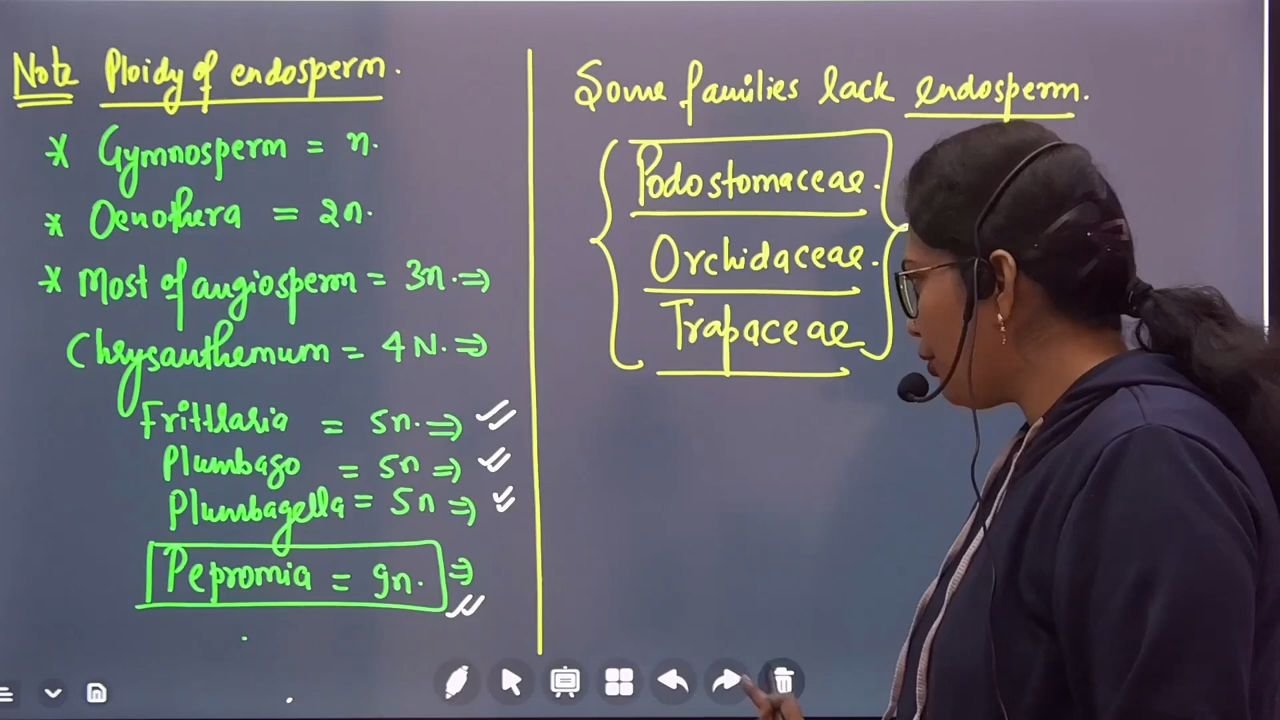 Note Ploidy of endosperm.
* Gymnosperm = n.
* Oenothera = 2n.
* Most of angiosperm = 3n. ⇒
Chrysanthemum = 4N. ⇒
Frittlaria = 5n. ⇒
Plumbago = 5n ⇒
Plumbagella = 5n ⇒
Pepromia = 9n. ⇒
Some families lack endosperm.
Podostomaceae.
Orchidaceae.
Trapaceae